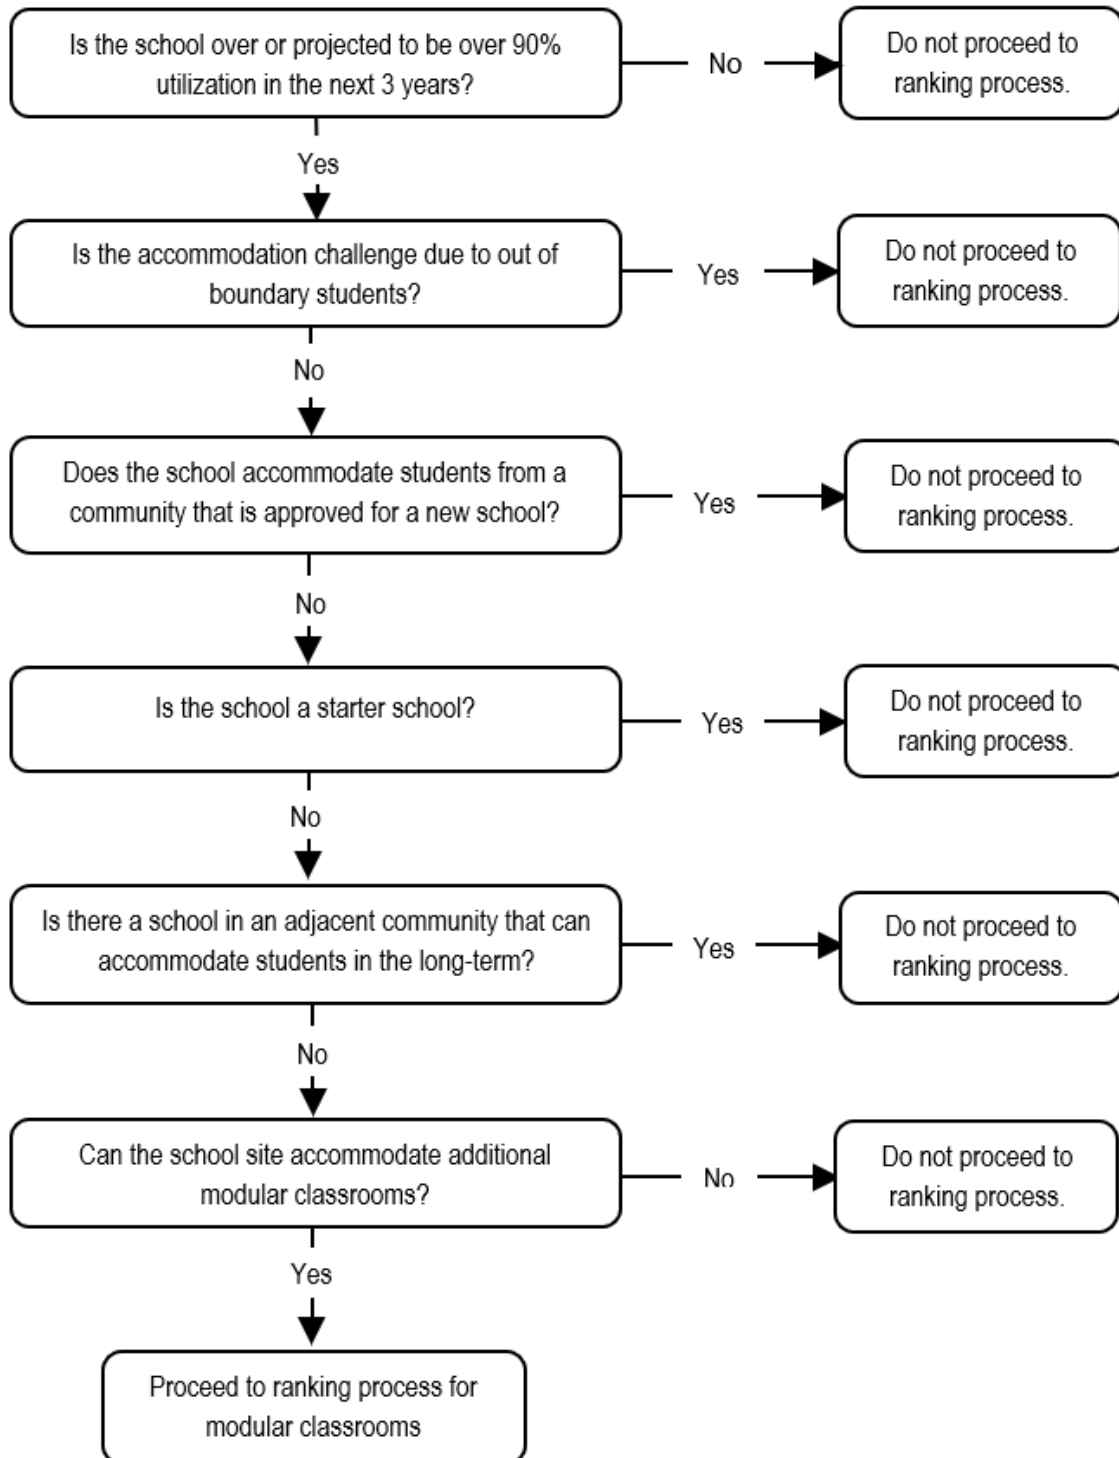 Is the school over or projected to be over 90%
utilization in the next 3 years?
No
Do not proceed to
ranking process.
Yes
Is the accommodation challenge due to out of
boundary students?
Yes
Do not proceed to
ranking process.
No
Does the school accommodate students from a
community that is approved for a new school?
Yes
Do not proceed to
ranking process.
No
Is the school a starter school?
Yes
Do not proceed to
ranking process.
No
Is there a school in an adjacent community that can
accommodate students in the long-term?
Yes
Do not proceed to
ranking process.
No
Can the school site accommodate additional
modular classrooms?
No
Do not proceed to
ranking process.
Yes
Proceed to ranking process for
modular classrooms